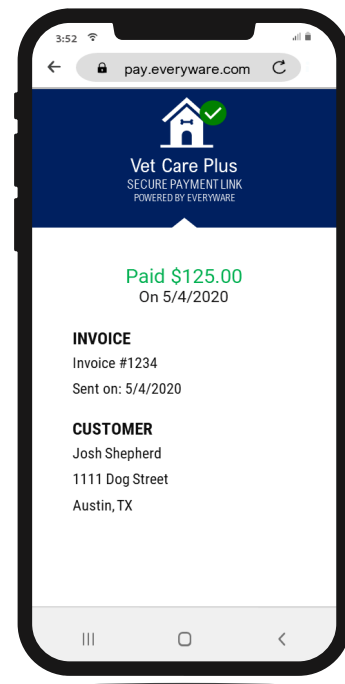 3:52
pay.everyware.com
Vet Care Plus
SECURE PAYMENT LINK
POWERED BY EVERYWARE
Paid $125.00
On 5/4/2020
INVOICE
Invoice #1234
Sent on: 5/4/2020
CUSTOMER
Josh Shepherd
1111 Dog Street
Austin, TX